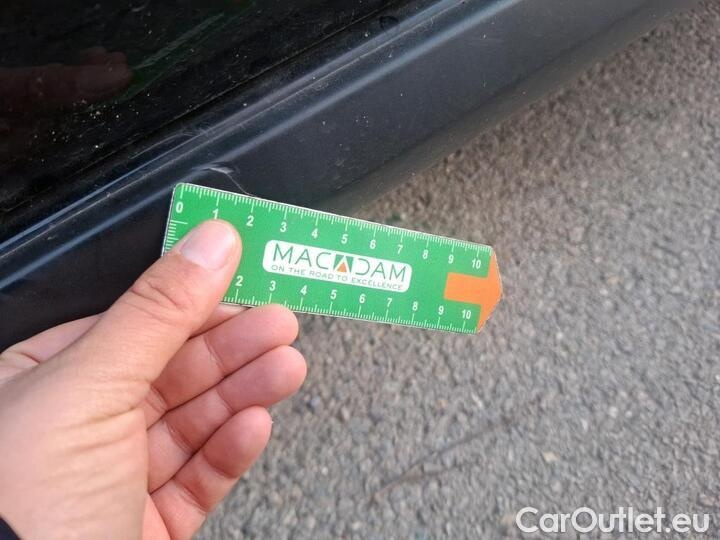 0 1 2 3 4 5 6 7 8 9 10
MACADAM
ON THE ROAD TO EXCELLENCE
2 3 4 5 6 7 8 9 10
CarOutlet.eu